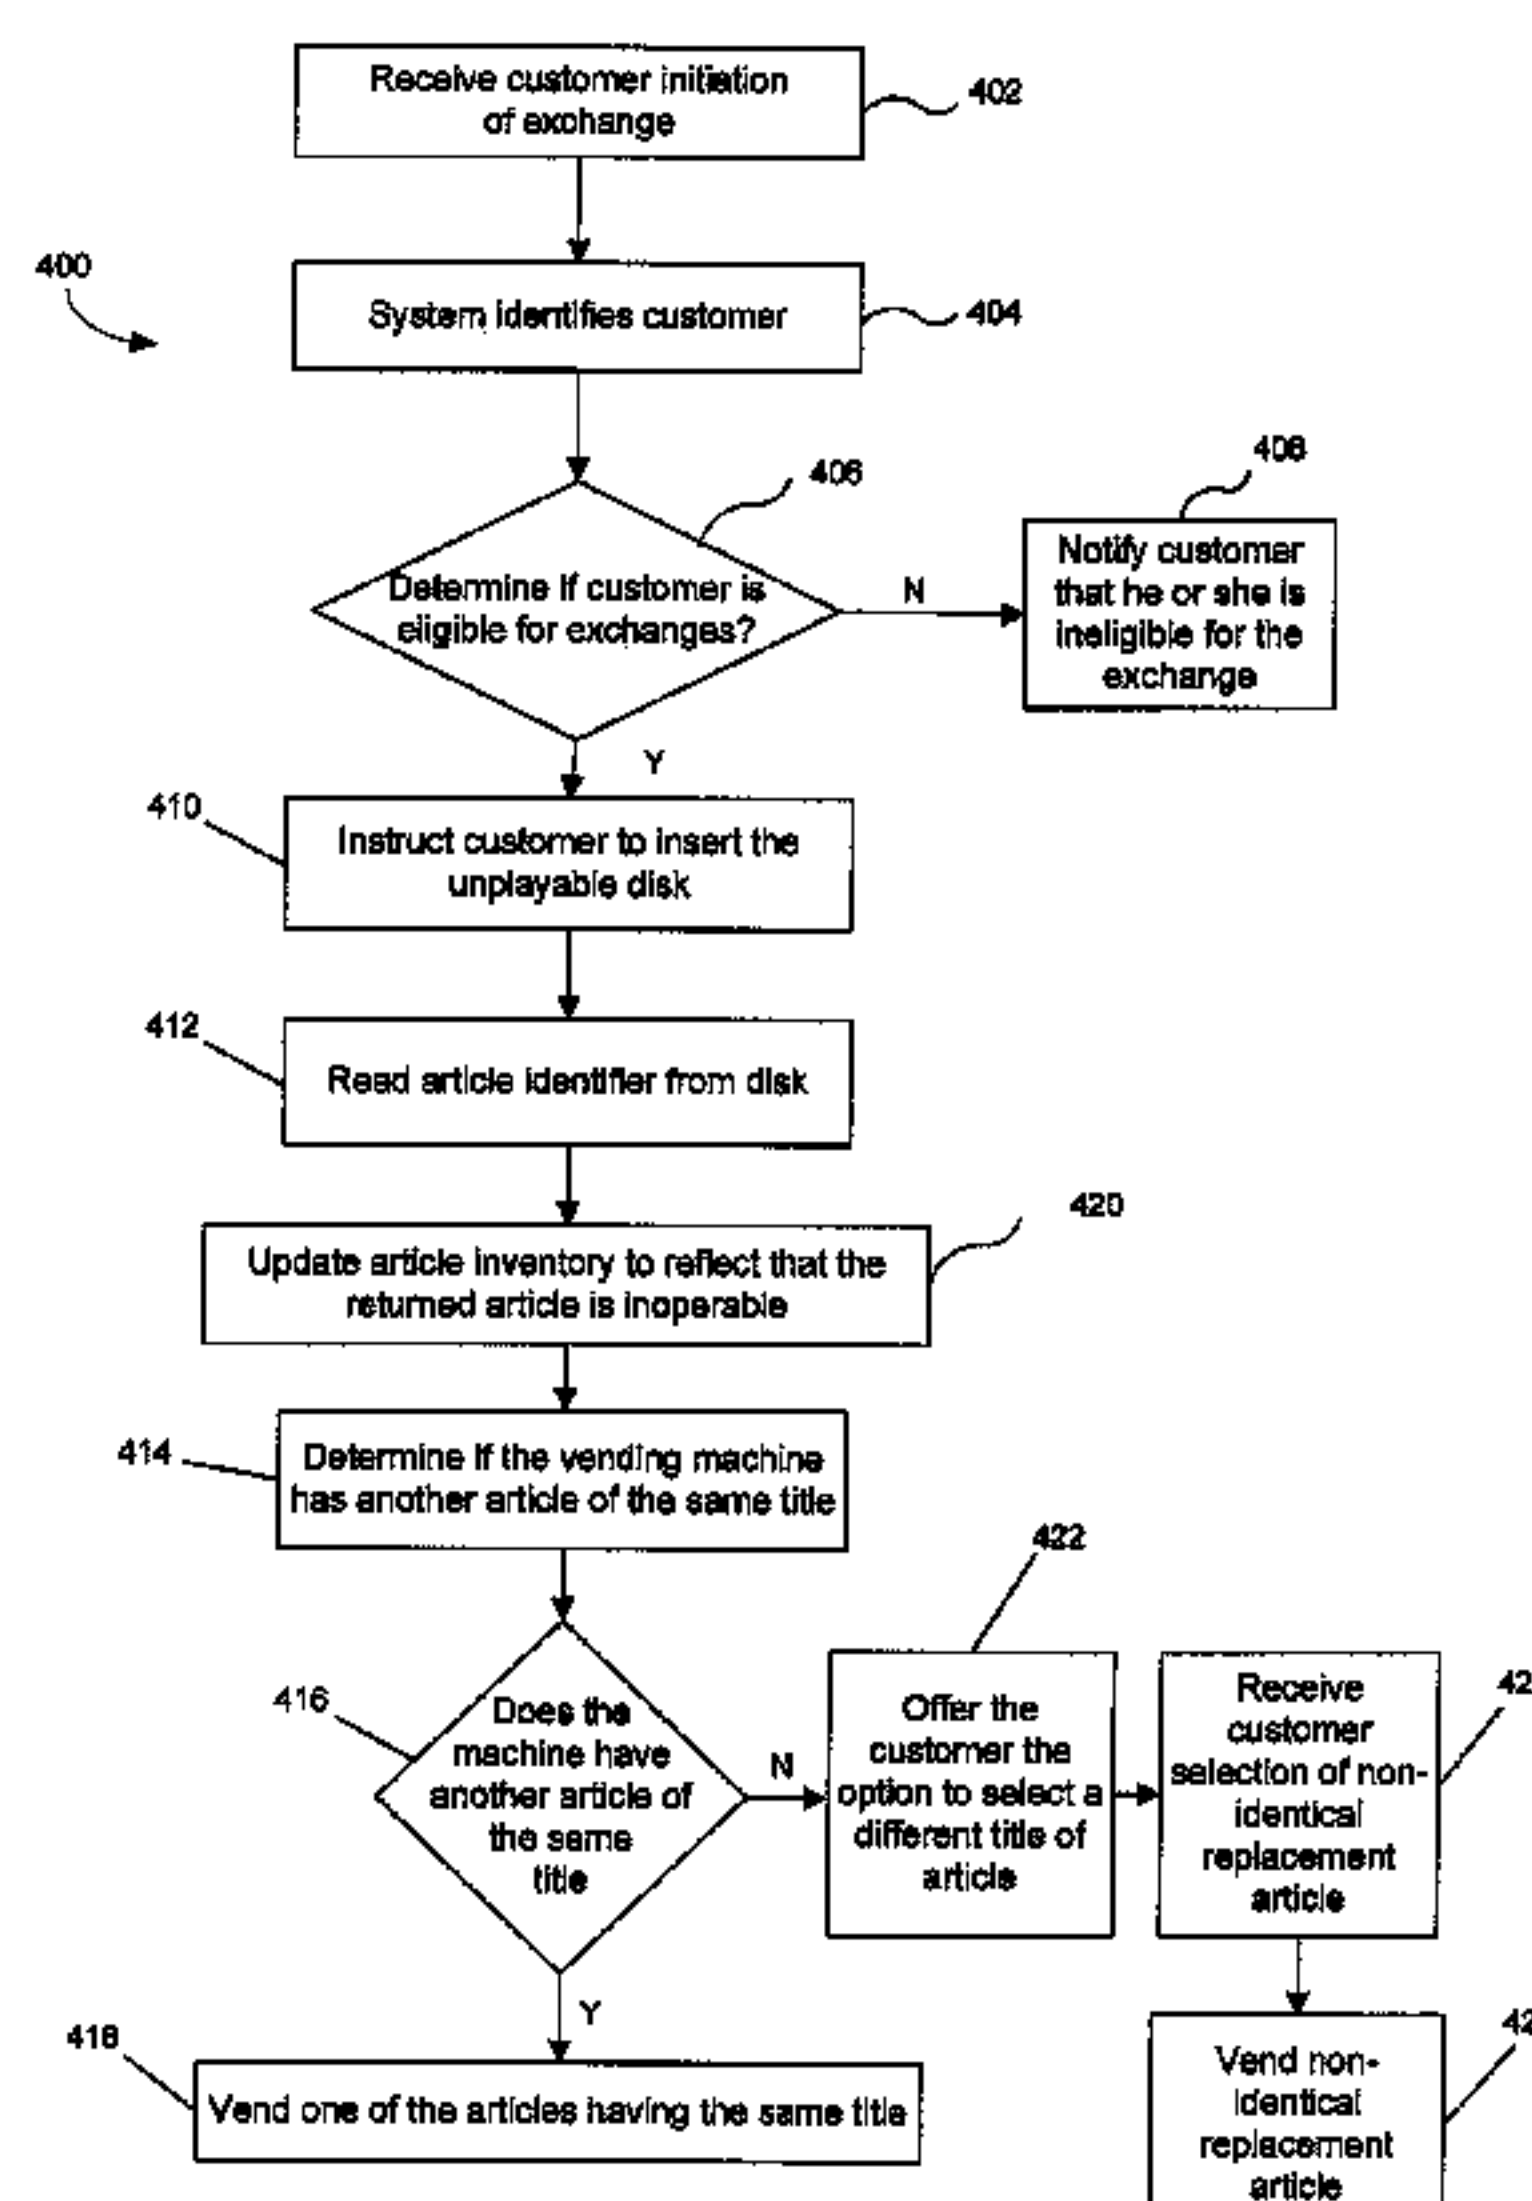 Receive customer initiation
of exchange
402
400
System identifies customer
404
406
Determine if customer is
eligible for exchanges?
N
408
Notify customer
that he or she is
ineligible for the
exchange
Y
410
Instruct customer to insert the
unplayable disk
412
Read article identifier from disk
420
Update article inventory to reflect that the
returned article is inoperable
414
Determine if the vending machine
has another article of the same title
416
Does the
machine have
another article of
the same
title
N
422
Offer the
customer the
option to select a
different title of
article
Receive
customer
selection of non-
identical
replacement
article
42
Y
418
Vend one of the articles having the same title
42
Vend non-
identical
replacement
article